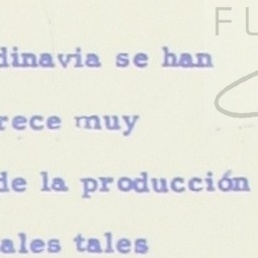 dinavia se han
rece muy
de la producción
ales tales